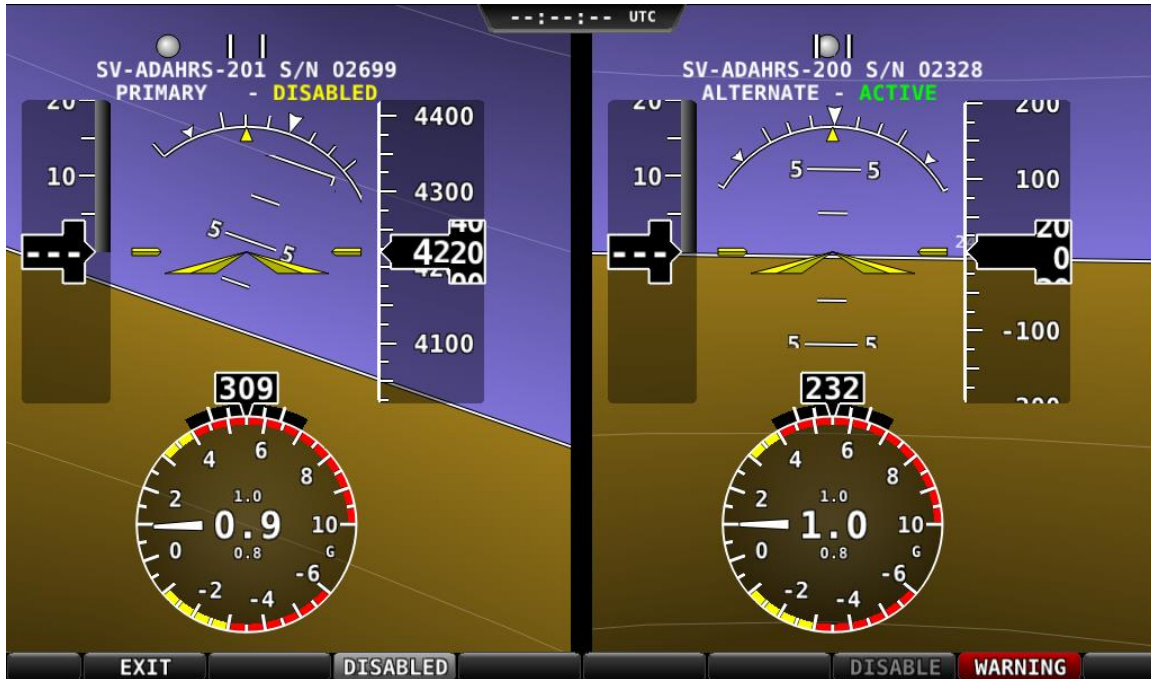 --:--:-- UTC
SV-ADAHRS-201 S/N 02699
PRIMARY - DISABLED
20
10
---
4400
4300
4220
4100
5 5
309
2 4 6 8 10
0 -2 -4 -6
1.0
0.9
0.8
G
SV-ADAHRS-200 S/N 02328
ALTERNATE - ACTIVE
20
10
---
200
100
20
0
-100
5 5
5 5
232
2 4 6 8 10
0 -2 -4 -6
1.0
1.0
0.8
G
EXIT DISABLED DISABLE WARNING